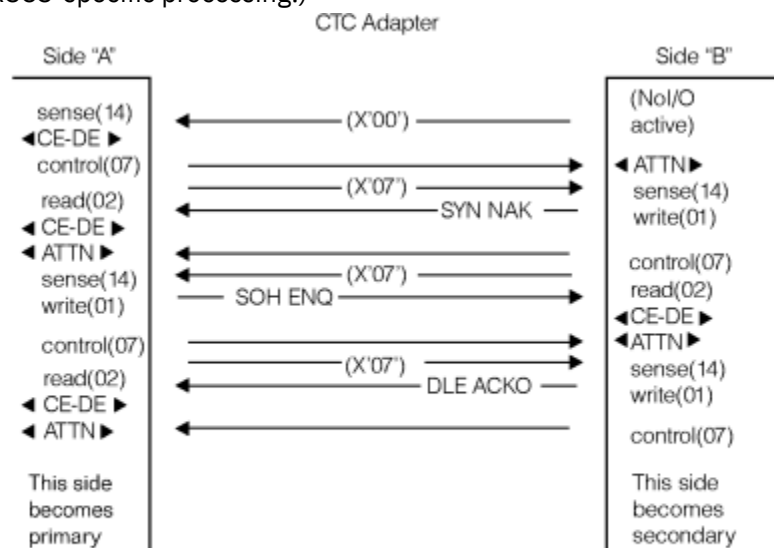 -specific processing.)
CTC Adapter
Side "A"
sense(14)
◄CE-DE ►
control(07)
read(02)
◄ CE-DE ►
◄ ATTN ►
sense(14)
write(01)
control(07)
read(02)
◄ CE-DE ►
◄ ATTN ►
This side
becomes
primary
(X'00')
(X'07')
SYN NAK
(X'07')
SOH ENQ
(X'07')
DLE ACKO
Side "B"
(NoI/O
active)
◄ ATTN►
sense(14)
write(01)
control(07)
read(02)
◄CE-DE ►
◄ATTN►
sense(14)
write(01)
control(07)
This side
becomes
secondary